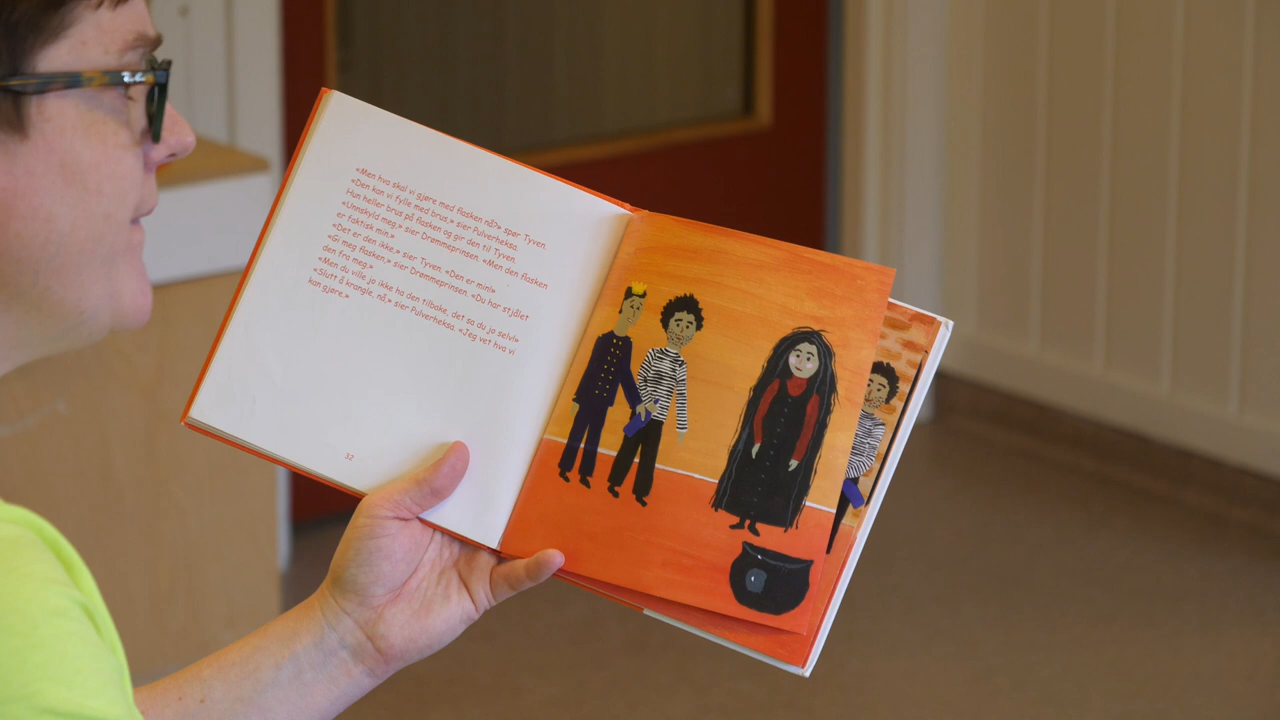 «Men hva skal vi gjøre med flasken nå?» spør Tyven.
«Den kan vi fylle med brus,» sier Pulverheksa.
Hun heller brus på flasken og gir den til Tyven.
«Unnskyld meg,» sier Drømmeprinsen. «Men den flasken
er faktisk min.»
«Det er den ikke,» sier Tyven. «Den er min!»
«Gi meg flasken,» sier Drømmeprinsen. «Du har stjålet
den fra meg.»
«Men du ville jo ikke ha den tilbake, det sa du jo selv!»
«Slutt å krangle, nå,» sier Pulverheksa. «Jeg vet hva vi
kan gjøre.»
32